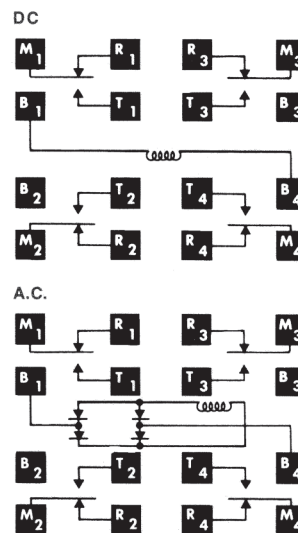 DC
M1 R1 R3 M3
B1 T1 T3 B3
B2 T2 T4 B4
M2 R2 R4 M4
A.C.
M1 R1 R3 M3
B1 T1 T3 B3
B2 T2 T4 B4
M2 R2 R4 M4